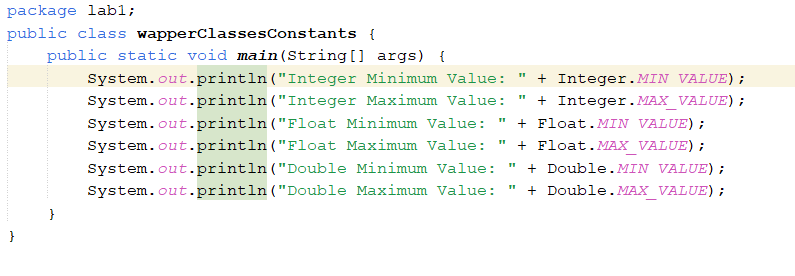 package lab1;
public class wapperClassesConstants {
    public static void main(String[] args) {
        System.out.println("Integer Minimum Value: " + Integer.MIN_VALUE);
        System.out.println("Integer Maximum Value: " + Integer.MAX_VALUE);
        System.out.println("Float Minimum Value: " + Float.MIN_VALUE);
        System.out.println("Float Maximum Value: " + Float.MAX_VALUE);
        System.out.println("Double Minimum Value: " + Double.MIN_VALUE);
        System.out.println("Double Maximum Value: " + Double.MAX_VALUE);
    }
}